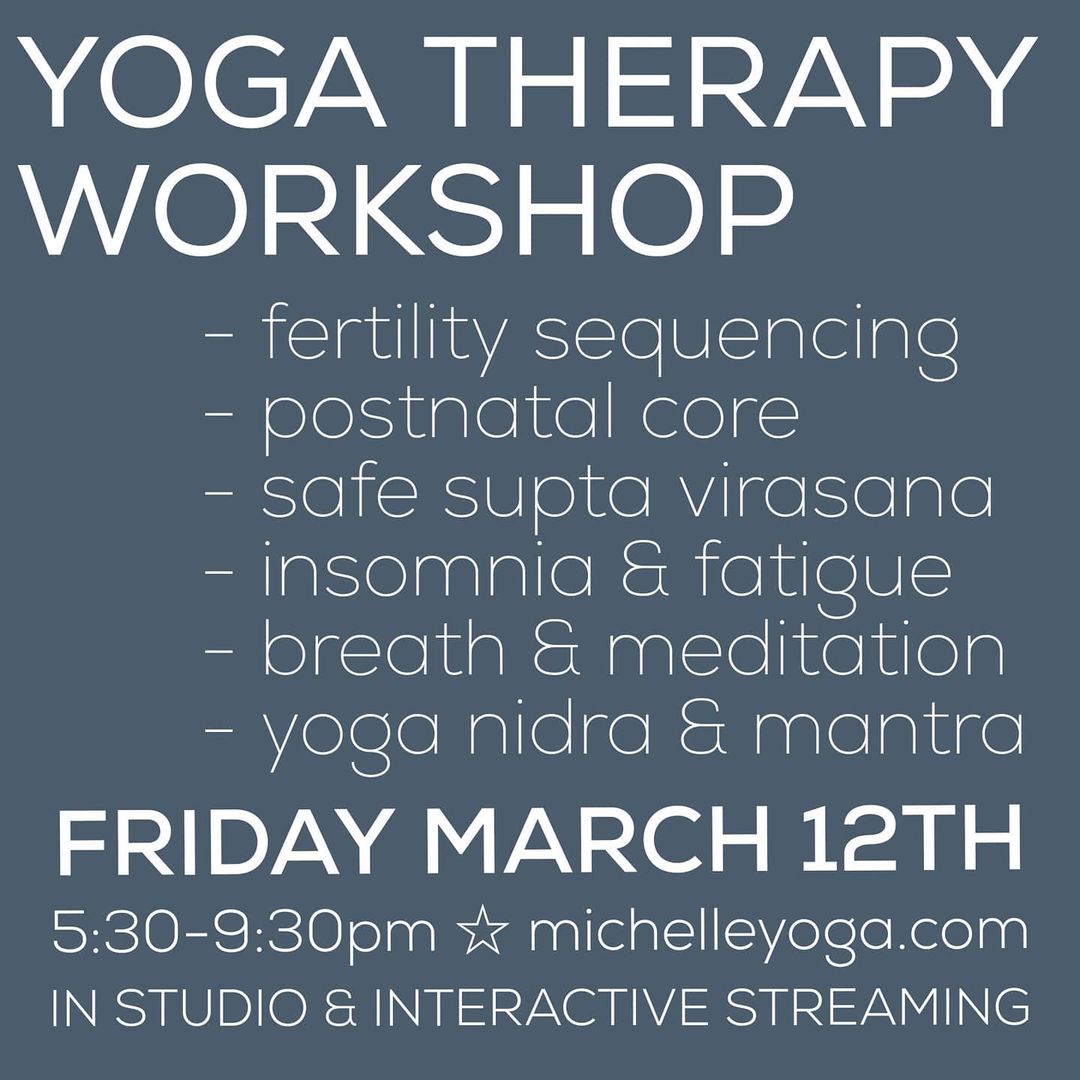 YOGA THERAPY
WORKSHOP
- fertility sequencing
- postnatal core
- safe supta virasana
- insomnia & fatigue
- breath & meditation
- yoga nidra & mantra
FRIDAY MARCH 12TH
5:30-9:30pm ☆ michelleyoga.com
IN STUDIO & INTERACTIVE STREAMING